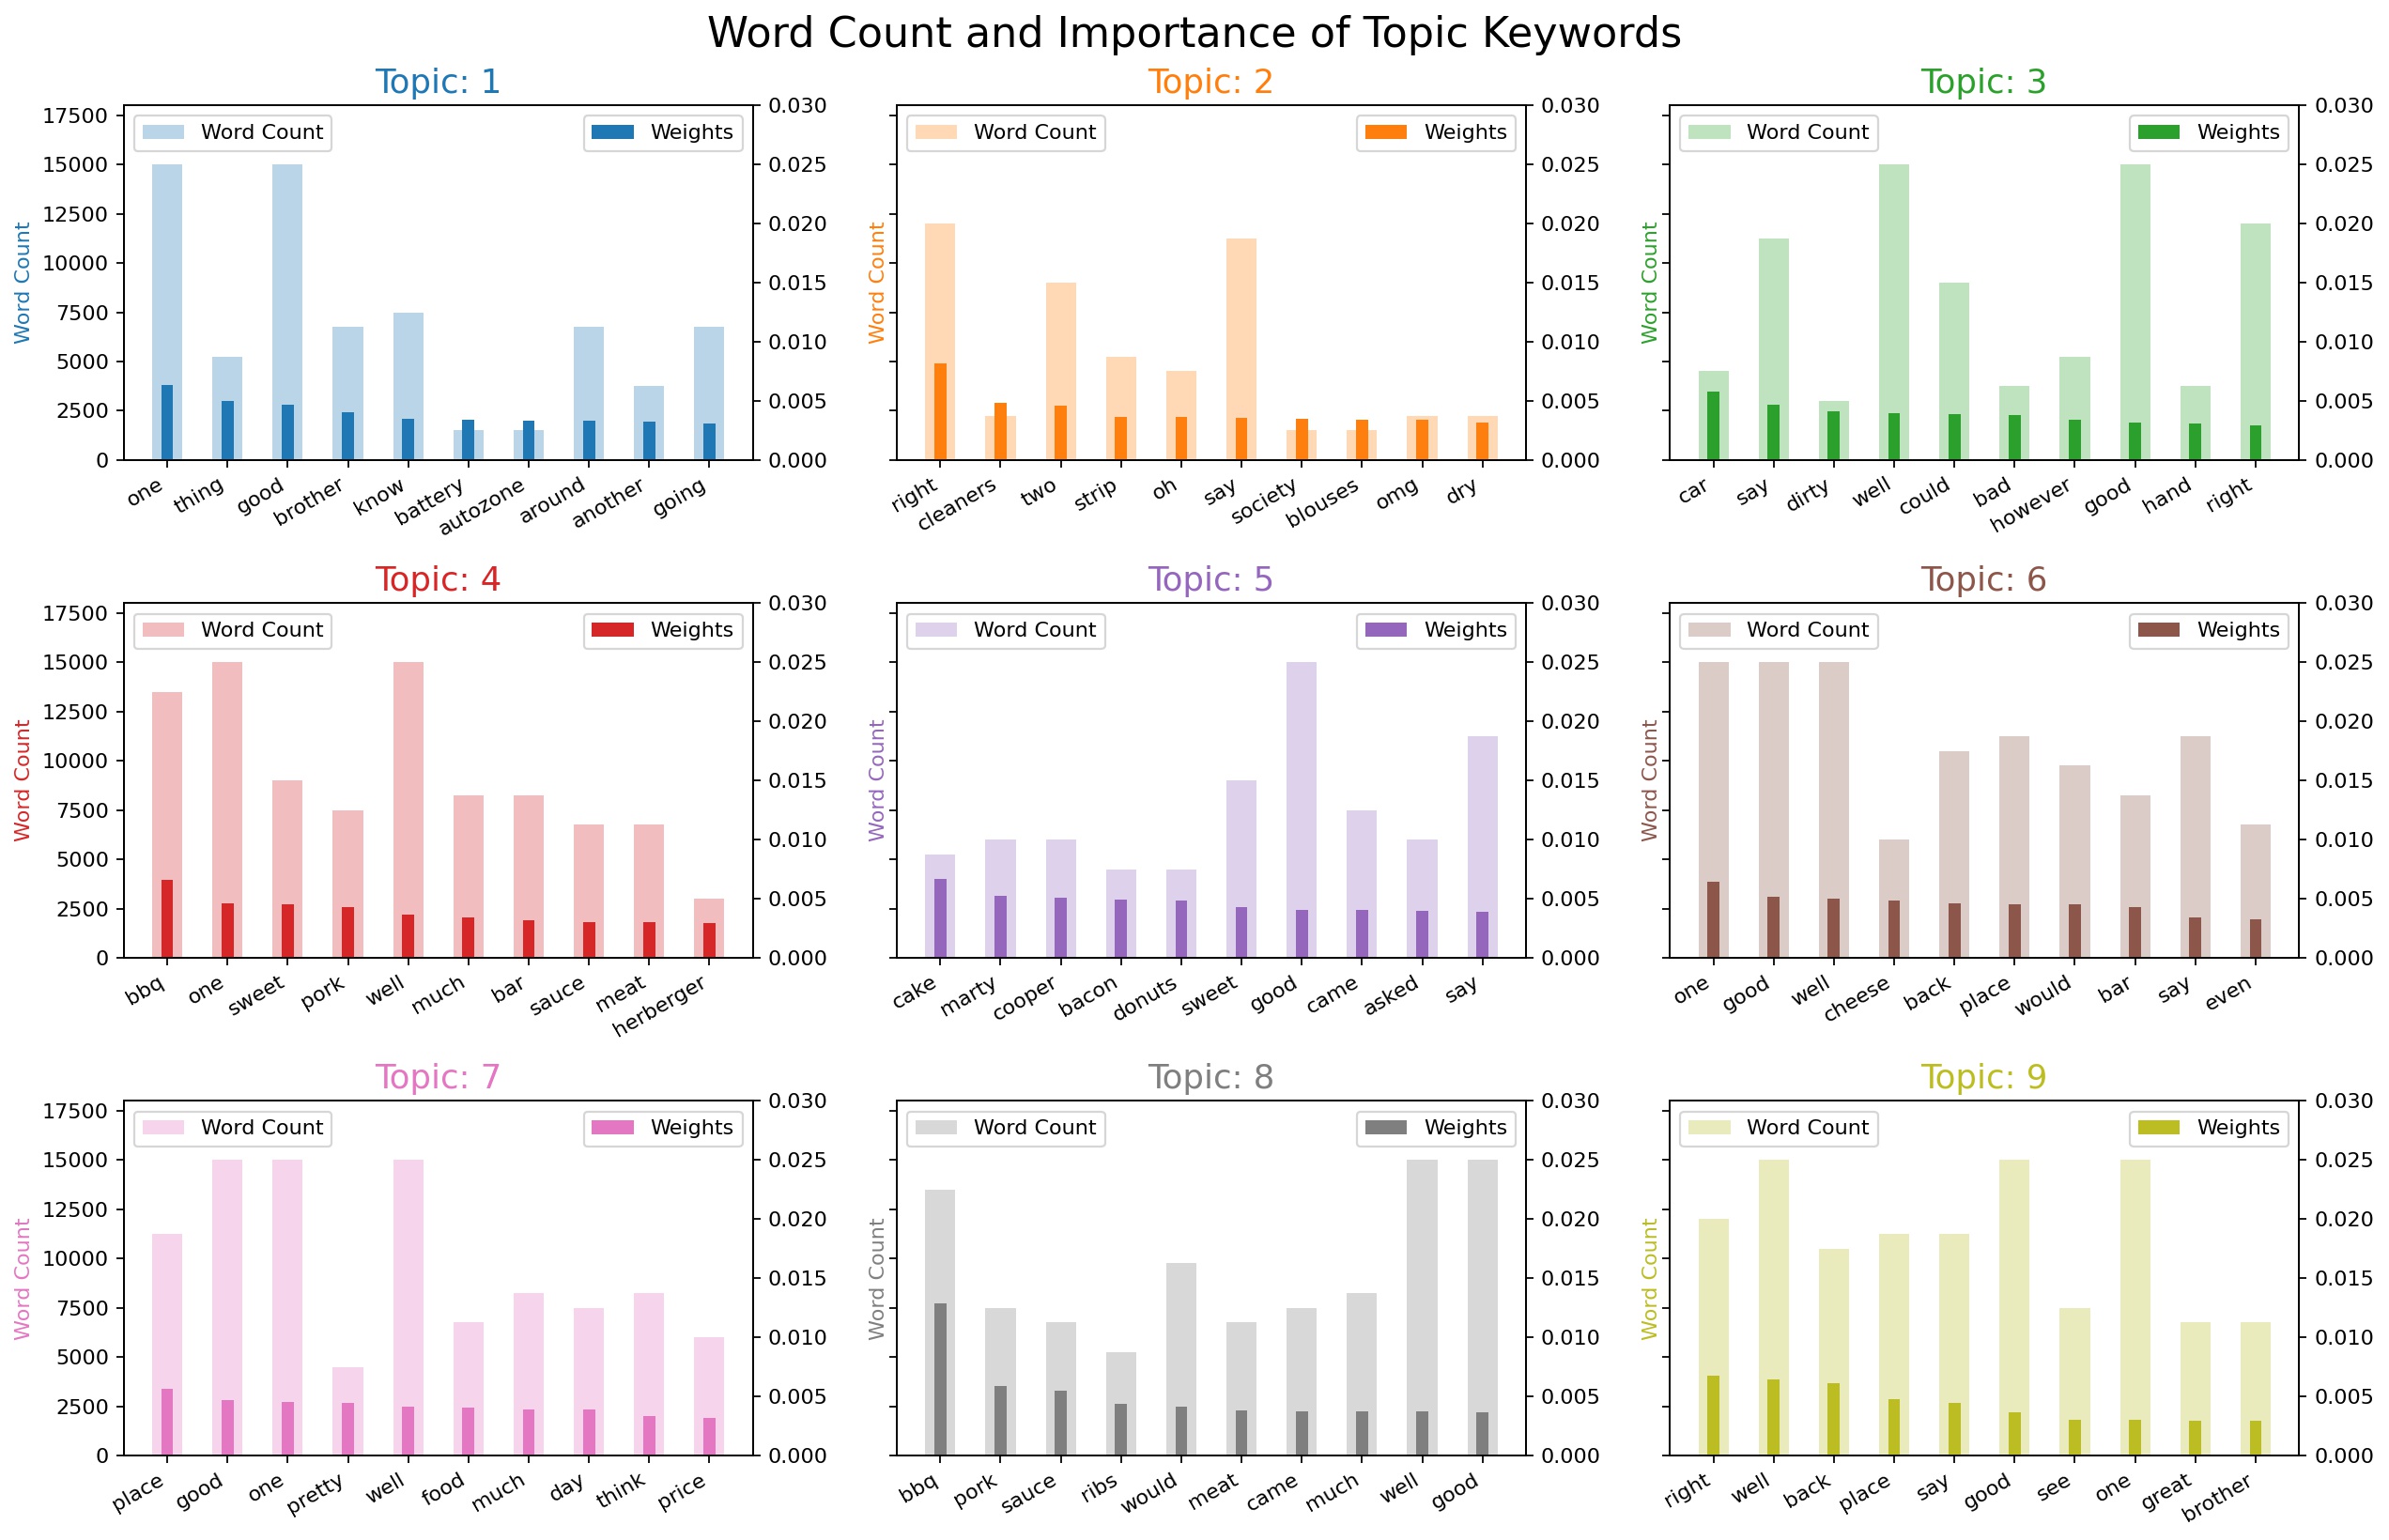 Word Count and Importance of Topic Keywords
Topic: 1
Word Count
Weights
Word Count
17500
15000
12500
10000
7500
5000
2500
0
0.030
0.025
0.020
0.015
0.010
0.005
0.000
one thing good brother know battery autozone around another going
Topic: 2
Word Count
Weights
Word Count
0.030
0.025
0.020
0.015
0.010
0.005
0.000
right cleaners two strip oh say society blouses omg dry
Topic: 3
Word Count
Weights
Word Count
0.030
0.025
0.020
0.015
0.010
0.005
0.000
car say dirty well could bad however good hand right
Topic: 4
Word Count
Weights
Word Count
17500
15000
12500
10000
7500
5000
2500
0
0.030
0.025
0.020
0.015
0.010
0.005
0.000
bbq one sweet pork well much bar sauce meat herberger
Topic: 5
Word Count
Weights
Word Count
0.030
0.025
0.020
0.015
0.010
0.005
0.000
cake marty cooper bacon donuts sweet good came asked say
Topic: 6
Word Count
Weights
Word Count
0.030
0.025
0.020
0.015
0.010
0.005
0.000
one good well cheese back place would bar say even
Topic: 7
Word Count
Weights
Word Count
17500
15000
12500
10000
7500
5000
2500
0
0.030
0.025
0.020
0.015
0.010
0.005
0.000
place good one pretty well food much day think price
Topic: 8
Word Count
Weights
Word Count
0.030
0.025
0.020
0.015
0.010
0.005
0.000
bbq pork sauce ribs would meat came much well good
Topic: 9
Word Count
Weights
Word Count
0.030
0.025
0.020
0.015
0.010
0.005
0.000
right well back place say good see one great brother